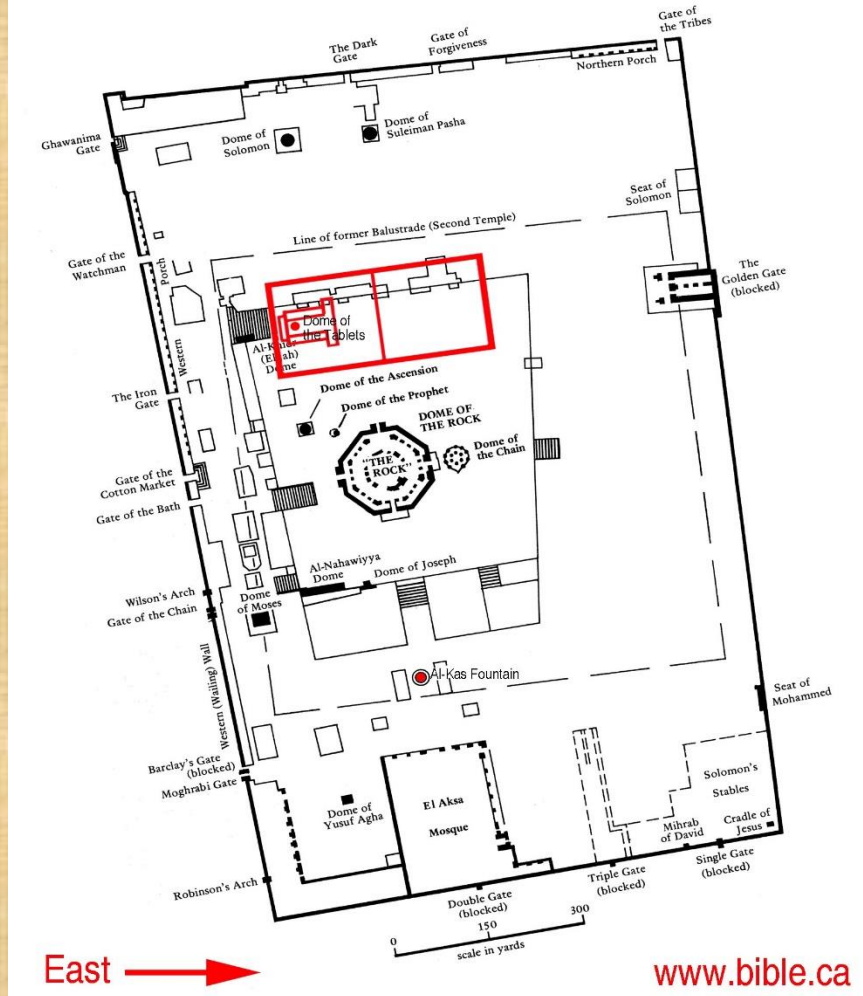 Gate of
the Tribes
The Dark
Gate
Gate of
Forgiveness
Northern Porch
Ghawanima
Gate
Dome of
Solomon
Dome of
Suleiman Pasha
Seat of
Solomon
Line of former Balustrade (Second Temple)
Gate of the
Watchman
Western Porch
The
Golden Gate
(blocked)
Dome of
the Tablets
Al-Khidr
(Elijah)
Dome
Dome of the Ascension
Dome of the Prophet
The Iron
Gate
DOME OF
THE ROCK
"THE
ROCK"
Dome of
the Chain
Gate of the
Cotton Market
Gate of the Bath
Al-Nahawiyya
Dome
Dome of Joseph
Wilson's Arch
Gate of the Chain
Dome
of Moses
Western (Wailing) Wall
Al-Kas Fountain
Seat of
Mohammed
Barclay's Gate
(blocked)
Moghrabi Gate
Solomon's
Stables
El Aksa
Mosque
Dome of
Yusuf Agha
Mihrab
of David
Cradle of
Jesus
Robinson's Arch
Double Gate
(blocked)
Triple Gate
(blocked)
Single Gate
(blocked)
0 150 300
scale in yards
East
www.bible.ca